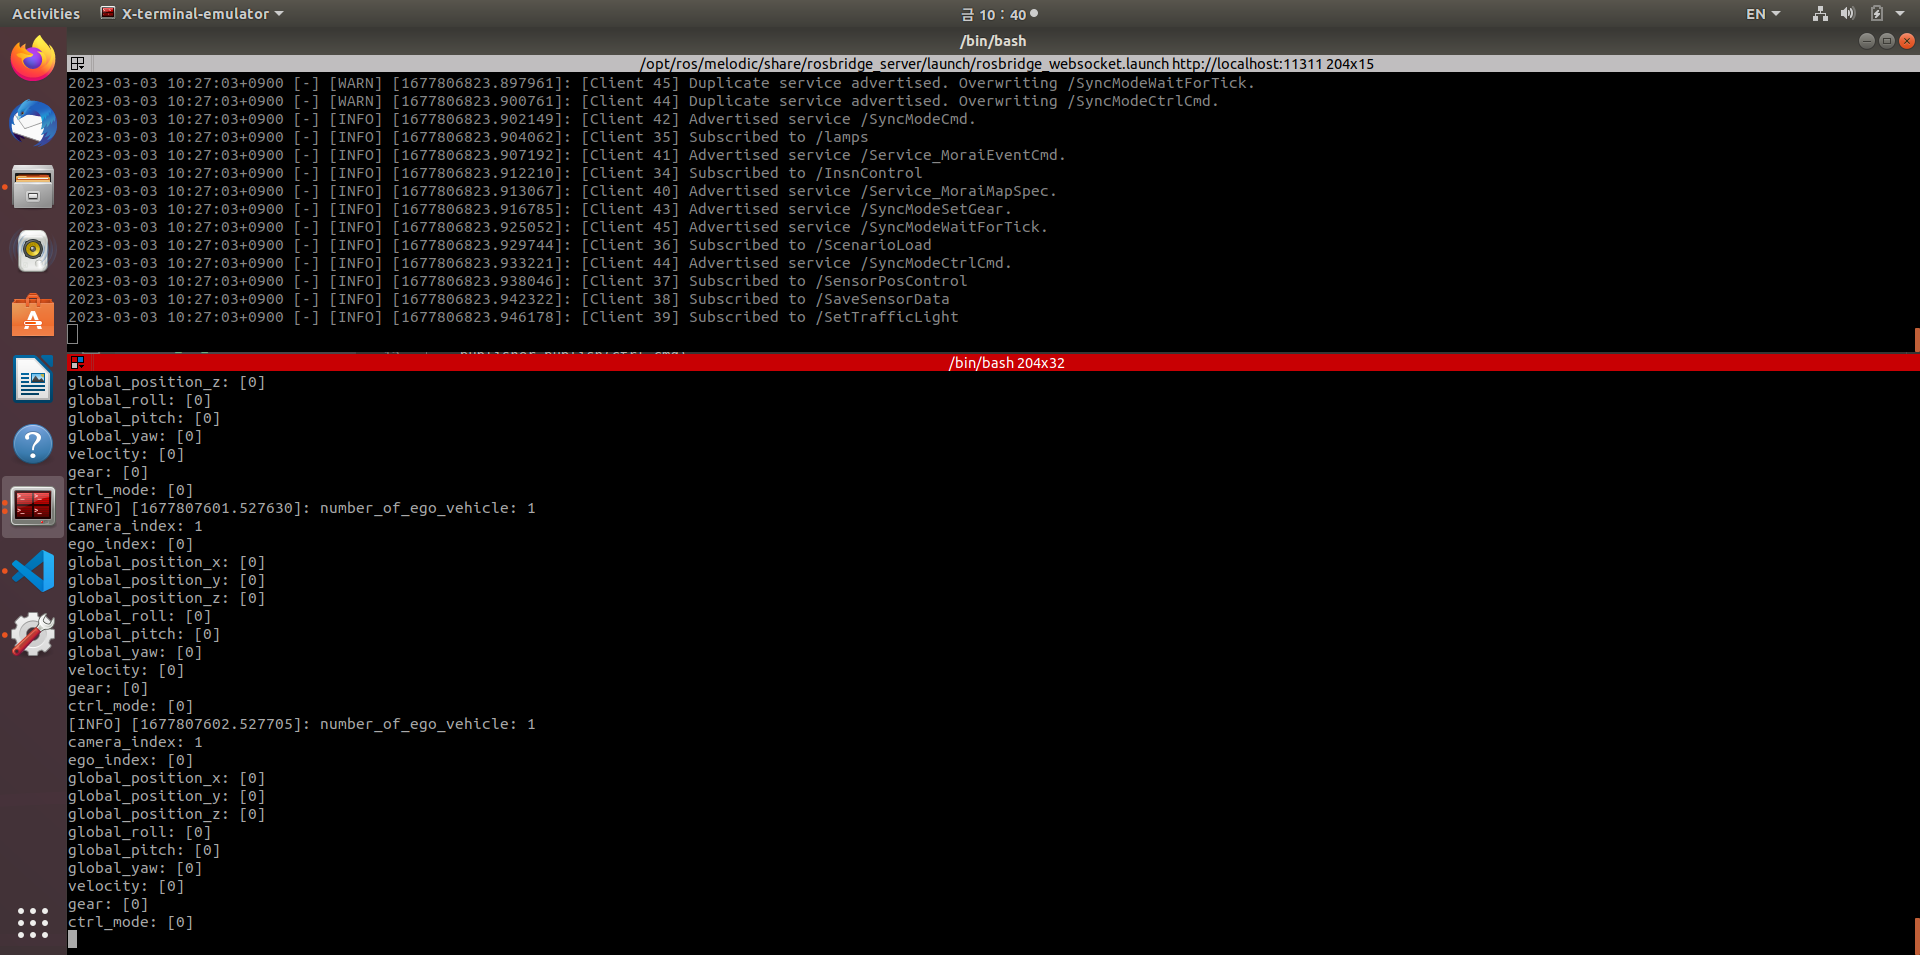 Activities
X-terminal-emulator
금 10 : 40
EN
/bin/bash
/opt/ros/melodic/share/rosbridge_server/launch/rosbridge_websocket.launch http://localhost:11311 204x15
2023-03-03 10:27:03+0900 [-] [WARN] [1677806823.897961]: [Client 45] Duplicate service advertised. Overwriting /SyncModeWaitForTick.
2023-03-03 10:27:03+0900 [-] [WARN] [1677806823.900761]: [Client 44] Duplicate service advertised. Overwriting /SyncModeCtrlCmd.
2023-03-03 10:27:03+0900 [-] [INFO] [1677806823.902149]: [Client 42] Advertised service /SyncModeCmd.
2023-03-03 10:27:03+0900 [-] [INFO] [1677806823.904062]: [Client 35] Subscribed to /lamps
2023-03-03 10:27:03+0900 [-] [INFO] [1677806823.907192]: [Client 41] Advertised service /Service_MoraiEventCmd.
2023-03-03 10:27:03+0900 [-] [INFO] [1677806823.912210]: [Client 34] Subscribed to /InsnControl
2023-03-03 10:27:03+0900 [-] [INFO] [1677806823.913067]: [Client 40] Advertised service /Service_MoraiMapSpec.
2023-03-03 10:27:03+0900 [-] [INFO] [1677806823.916785]: [Client 43] Advertised service /SyncModeSetGear.
2023-03-03 10:27:03+0900 [-] [INFO] [1677806823.925052]: [Client 45] Advertised service /SyncModeWaitForTick.
2023-03-03 10:27:03+0900 [-] [INFO] [1677806823.929744]: [Client 36] Subscribed to /ScenarioLoad
2023-03-03 10:27:03+0900 [-] [INFO] [1677806823.933221]: [Client 44] Advertised service /SyncModeCtrlCmd.
2023-03-03 10:27:03+0900 [-] [INFO] [1677806823.938046]: [Client 37] Subscribed to /SensorPosControl
2023-03-03 10:27:03+0900 [-] [INFO] [1677806823.942322]: [Client 38] Subscribed to /SaveSensorData
2023-03-03 10:27:03+0900 [-] [INFO] [1677806823.946178]: [Client 39] Subscribed to /SetTrafficLight
/bin/bash 204x32
global_position_z: [0]
global_roll: [0]
global_pitch: [0]
global_yaw: [0]
velocity: [0]
gear: [0]
ctrl_mode: [0]
[INFO] [1677807601.527630]: number_of_ego_vehicle: 1
camera_index: 1
ego_index: [0]
global_position_x: [0]
global_position_y: [0]
global_position_z: [0]
global_roll: [0]
global_pitch: [0]
global_yaw: [0]
velocity: [0]
gear: [0]
ctrl_mode: [0]
[INFO] [1677807602.527705]: number_of_ego_vehicle: 1
camera_index: 1
ego_index: [0]
global_position_x: [0]
global_position_y: [0]
global_position_z: [0]
global_roll: [0]
global_pitch: [0]
global_yaw: [0]
velocity: [0]
gear: [0]
ctrl_mode: [0]